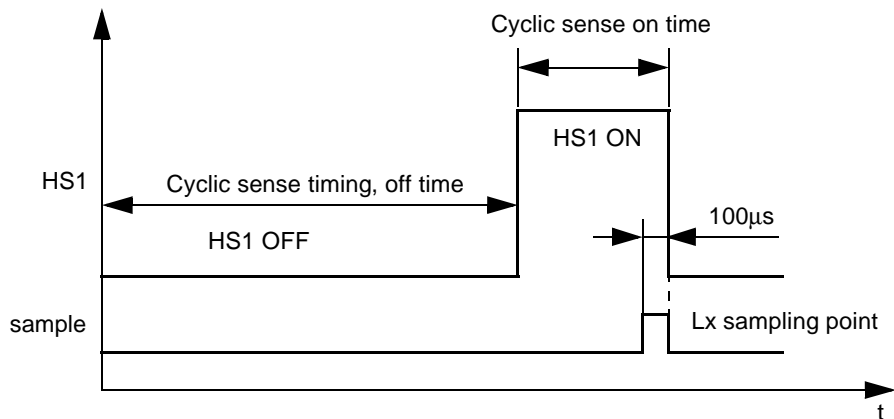 Cyclic sense on time
HS1 ON
HS1
Cyclic sense timing, off time
100μs
HS1 OFF
sample
Lx sampling point
t